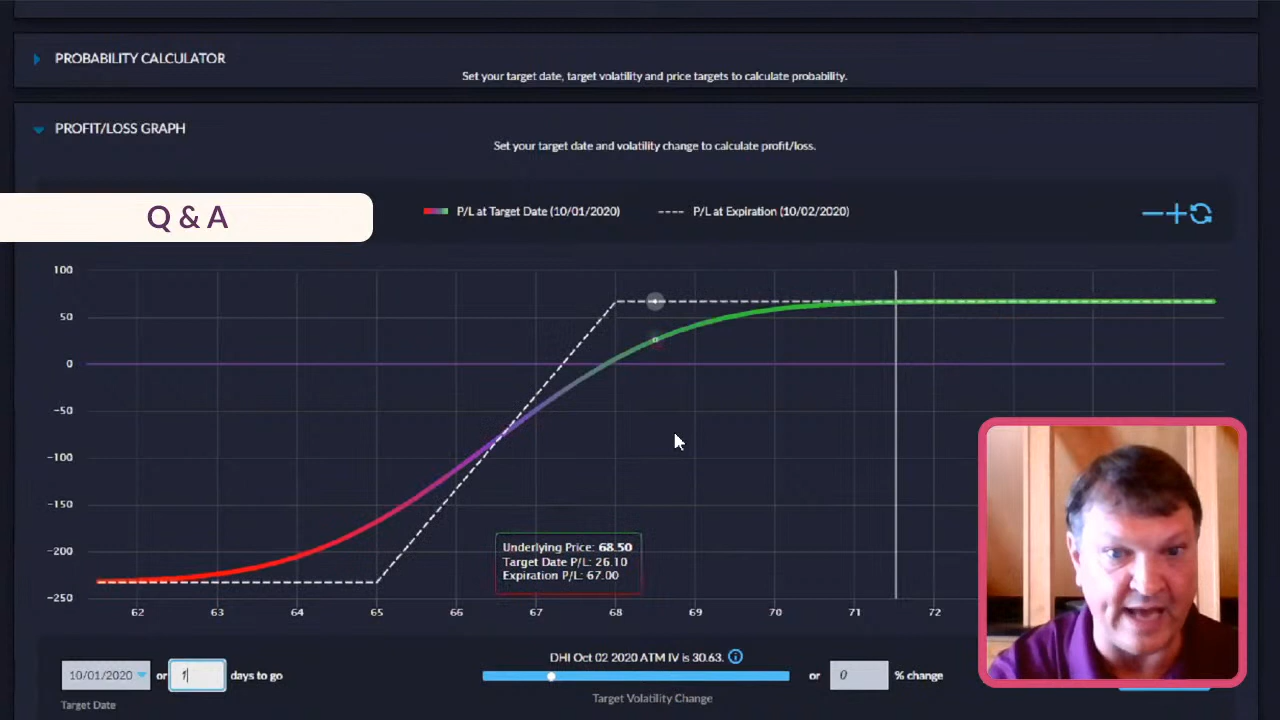 PROBABILITY CALCULATOR
Set your target date, target volatility and price targets to calculate probability.
PROFIT/LOSS GRAPH
Set your target date and volatility change to calculate profit/loss.
Q & A
P/L at Target Date (10/01/2020)
P/L at Expiration (10/02/2020)
100
50
0
-50
-100
-150
-200
-250
Underlying Price: 68.50
Target Date P/L: 26.10
Expiration P/L: 67.00
62 63 64 65 66 67 68 69 70 71 72
DHI Oct 02 2020 ATM IV is 30.63.
10/01/2020 or 1 days to go
or 0 % change
Target Date
Target Volatility Change